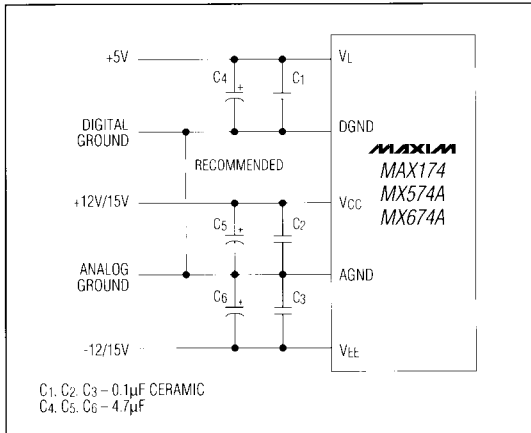 +5V
C4
+
C1
VL
DIGITAL
GROUND
DGND
RECOMMENDED
MAXIM
MAX174
MX574A
MX674A
+12V/15V
VCC
C5
+
C2
ANALOG
GROUND
AGND
C6
+
C3
-12/15V
VEE
C1, C2, C3 – 0.1µF CERAMIC
C4, C5, C6 – 4.7µF